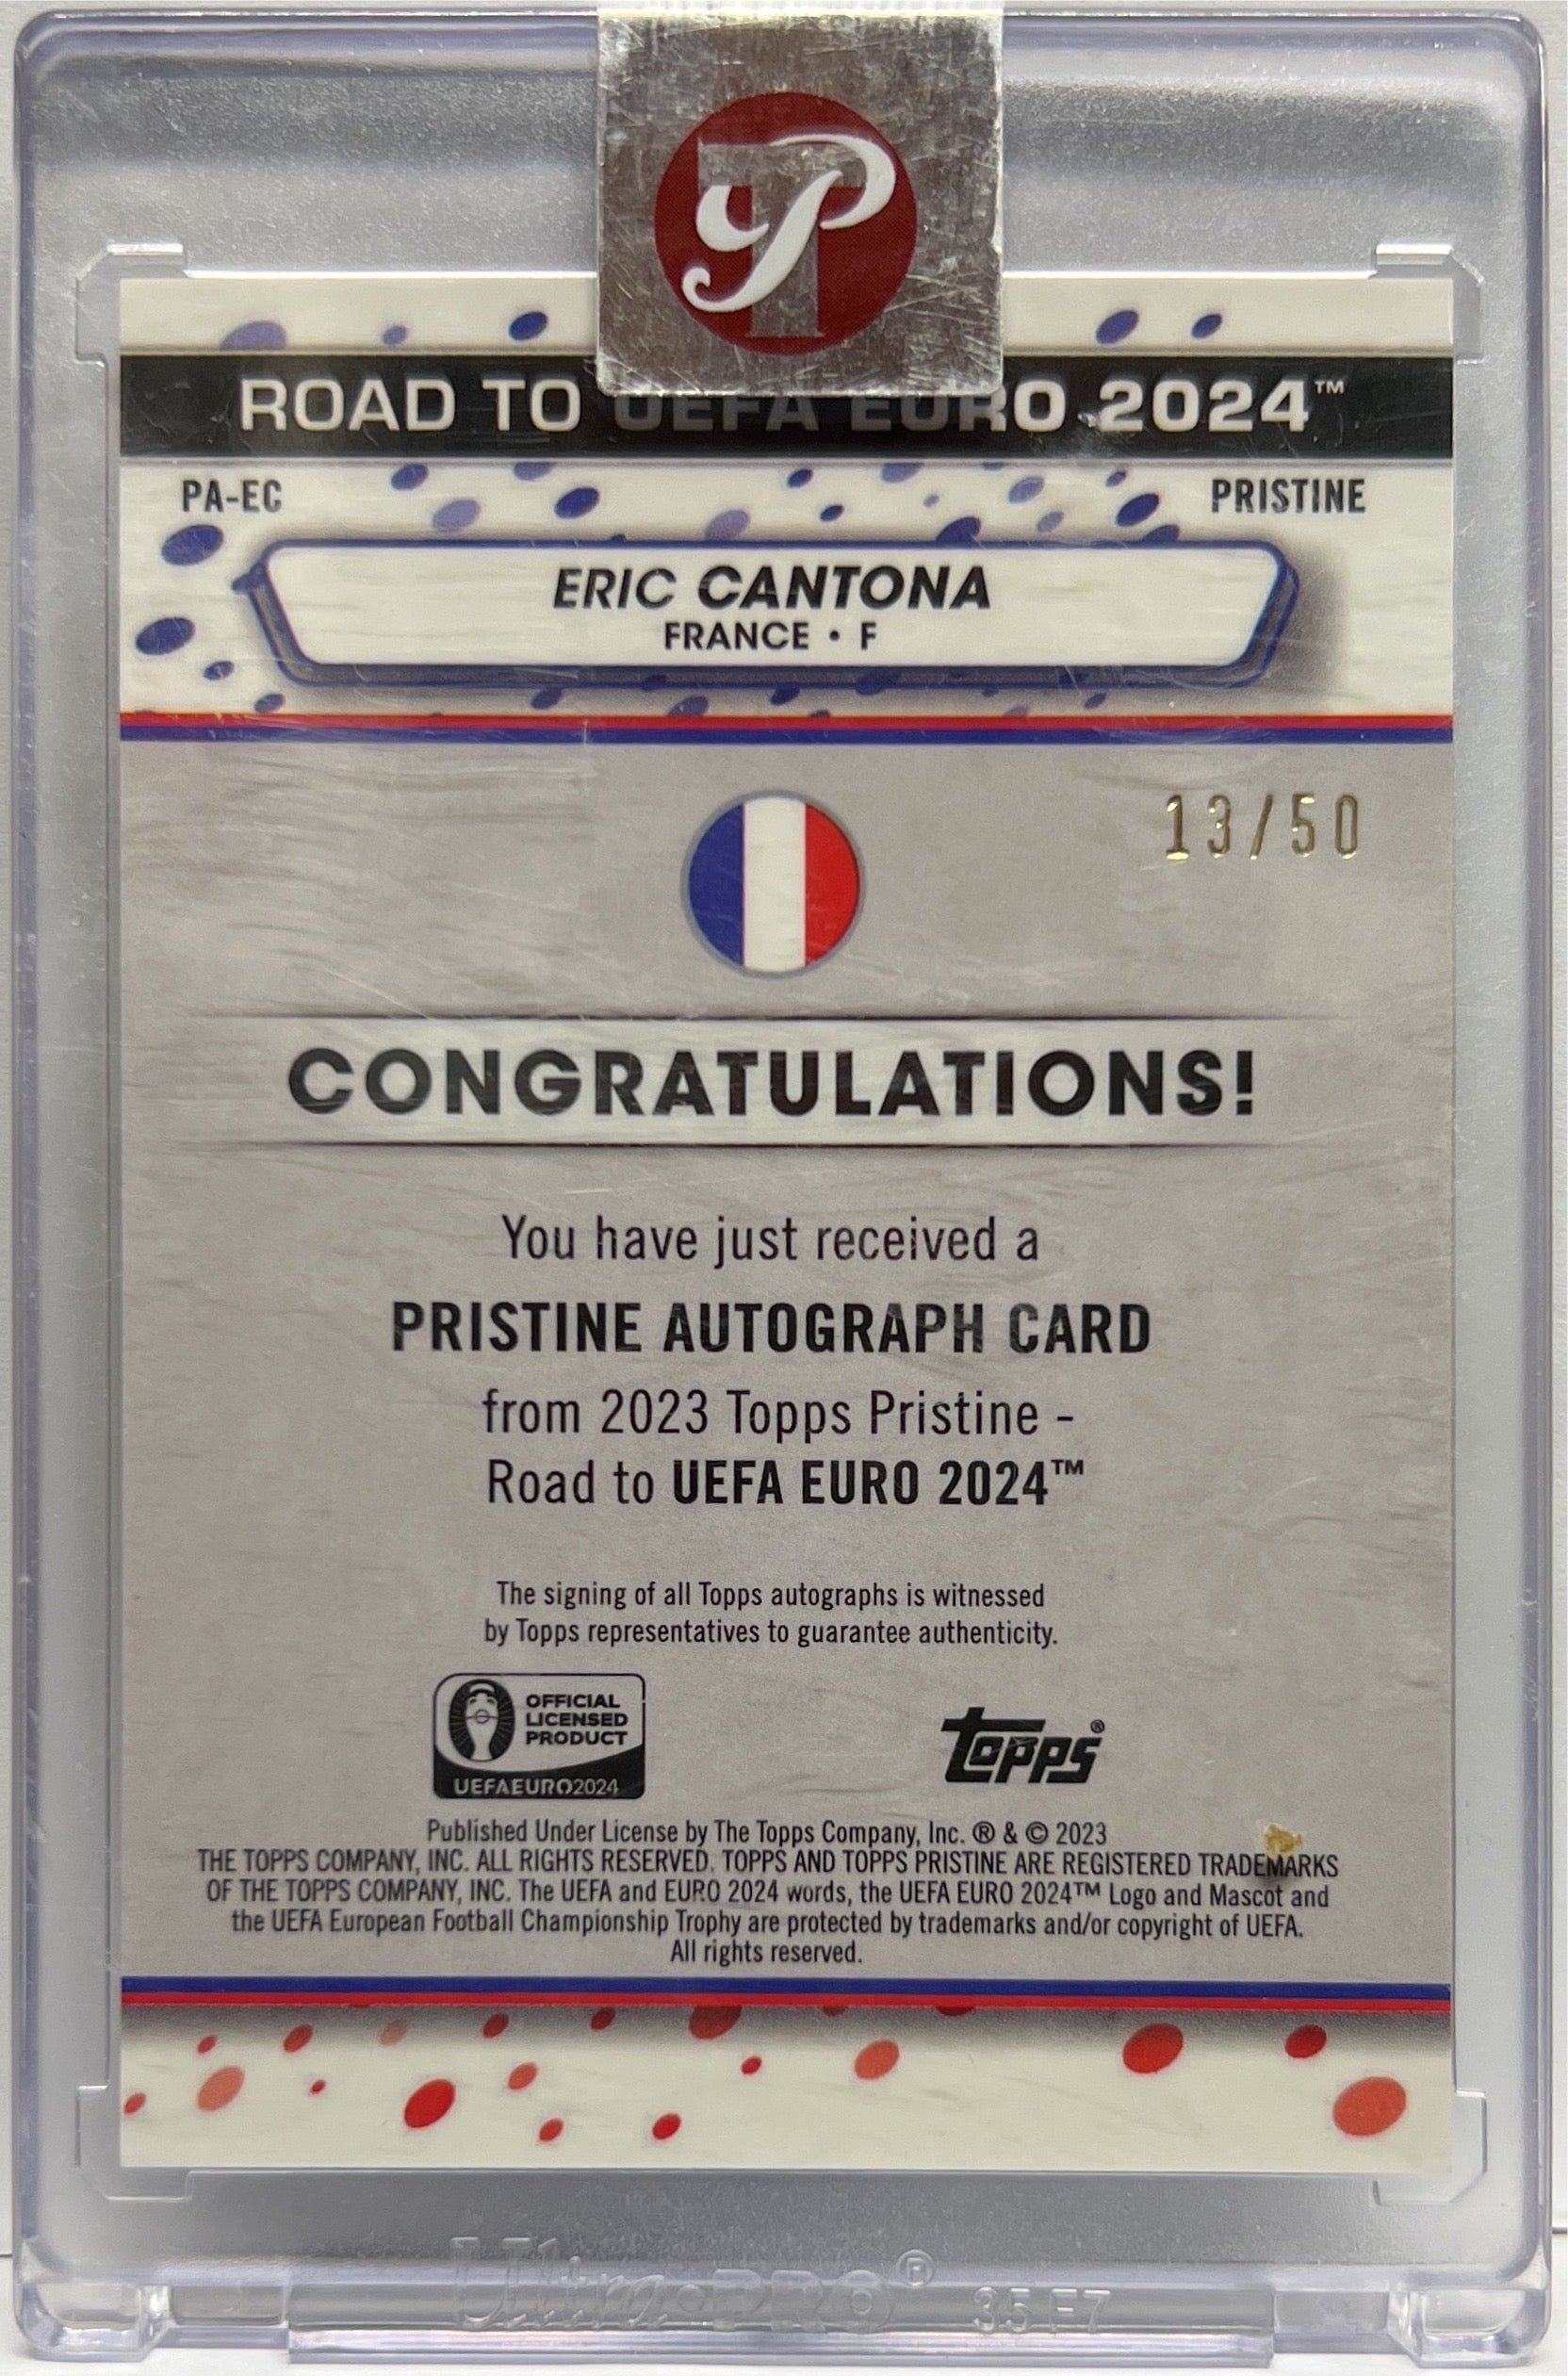 TP
ROAD TO UEFA EURO 2024™
PA-EC
PRISTINE
ERIC CANTONA
FRANCE • F
13/50
CONGRATULATIONS!
You have just received a
PRISTINE AUTOGRAPH CARD
from 2023 Topps Pristine -
Road to UEFA EURO 2024™
The signing of all Topps autographs is witnessed
by Topps representatives to guarantee authenticity.
OFFICIAL
LICENSED
PRODUCT
UEFAEURO2024
Topps®
Published Under License by The Topps Company, Inc. ® & © 2023
THE TOPPS COMPANY, INC. ALL RIGHTS RESERVED. TOPPS AND TOPPS PRISTINE ARE REGISTERED TRADEMARKS
OF THE TOPPS COMPANY, INC. The UEFA and EURO 2024 words, the UEFA EURO 2024™ Logo and Mascot and
the UEFA European Football Championship Trophy are protected by trademarks and/or copyright of UEFA.
All rights reserved.
Ultra·PRO® 35 F7